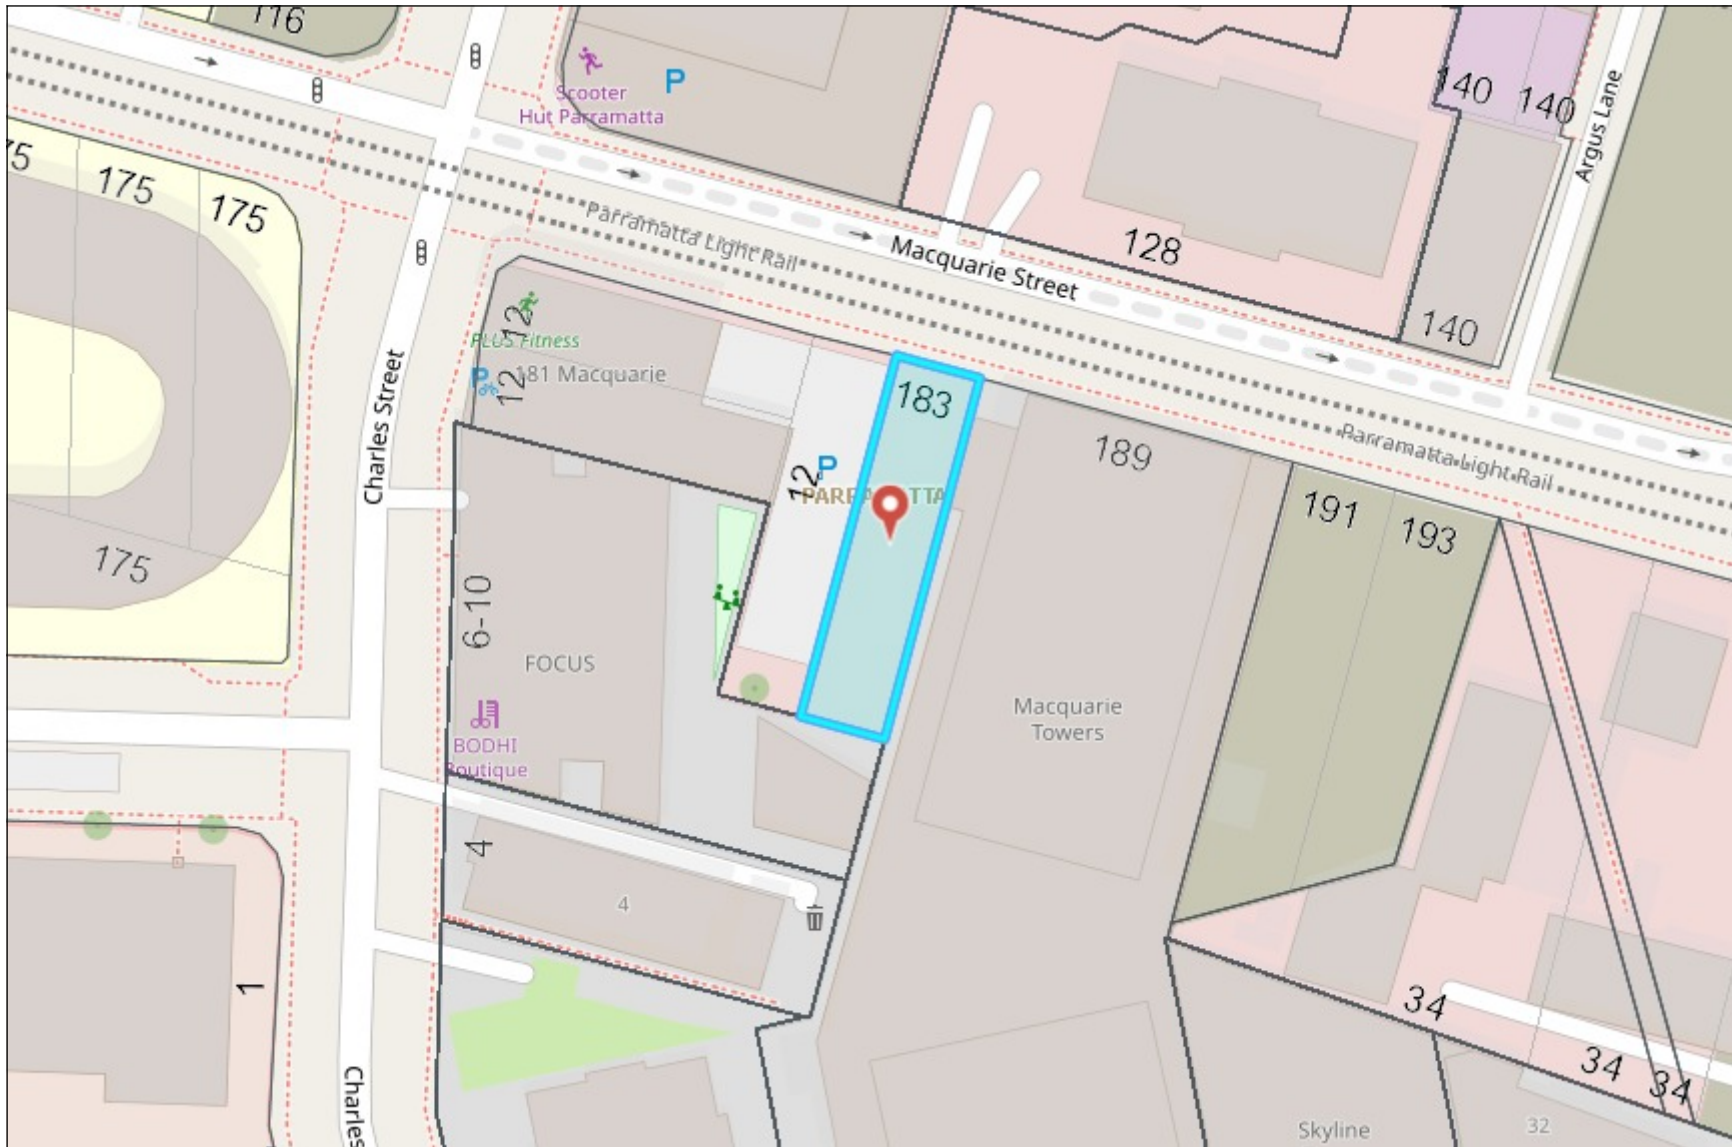 116
Scooter
Hut Parramatta
P
140
140
Argus Lane
75
175
175
Parramatta Light Rail
Macquarie Street
128
140
12
PLUS Fitness
P
12
181 Macquarie
183
Charles Street
189
Parramatta Light Rail
P
12
191
193
175
6-10
FOCUS
Macquarie
Towers
BODHI
Boutique
4
4
1
34
34
34
Charles
Skyline
32